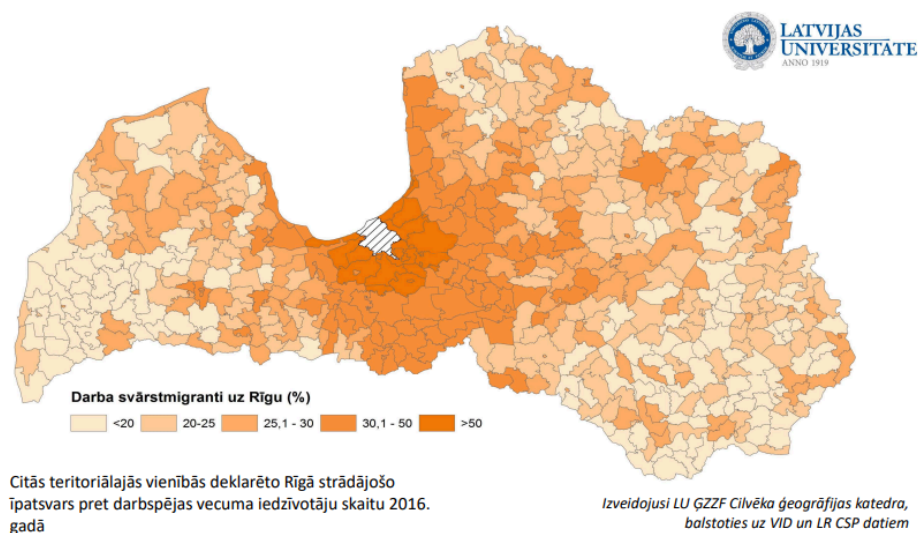 LATVIJAS
UNIVERSITĀTE
ANNO 1919
Darba svārstmigranti uz Rīgu (%)
<20 20-25 25,1 - 30 30,1 - 50 >50
Citās teritoriālajās vienībās deklarēto Rīgā strādājošo
īpatsvars pret darbspējas vecuma iedzīvotāju skaitu 2016.
gadā
Izveidojusi LU ĢZZF Cilvēka ģeogrāfijas katedra,
balstoties uz VID un LR CSP datiem